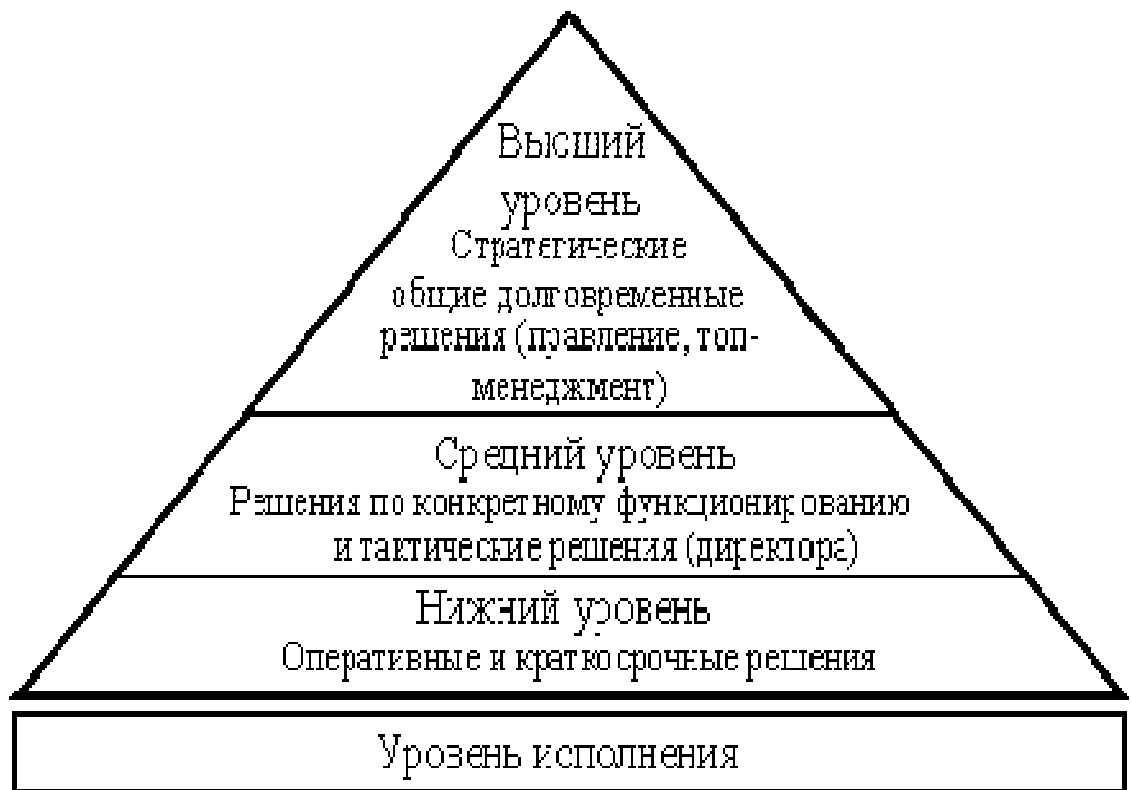 Высший
уровень
Стратегические
общие долговременные
решения (правление, топ-
менеджмент)
Средний уровень
Решения по конкретному функционированию
и тактические решения (директора)
Нижний уровень
Оперативные и краткосрочные решения
Уровень исполнения